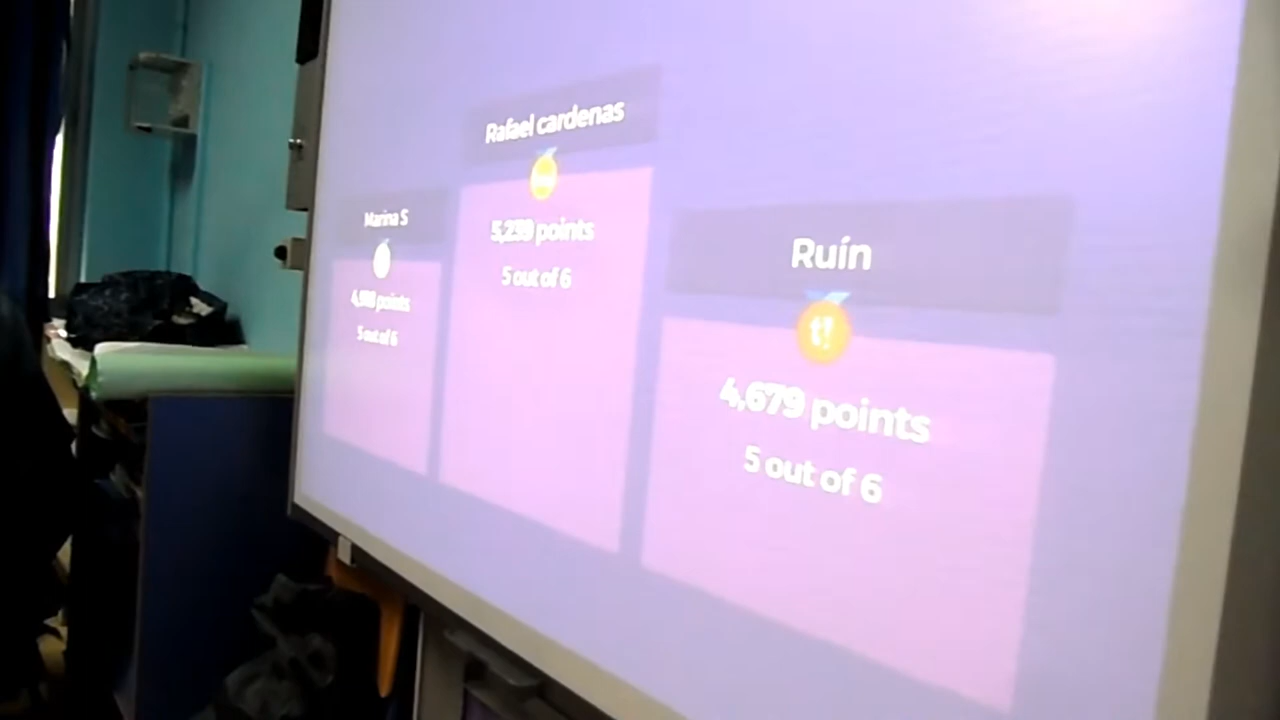 Rafael cardenas
5,239 points
5 out of 6
Marina S
points
5 out of 6
Ruín
4,679 points
5 out of 6